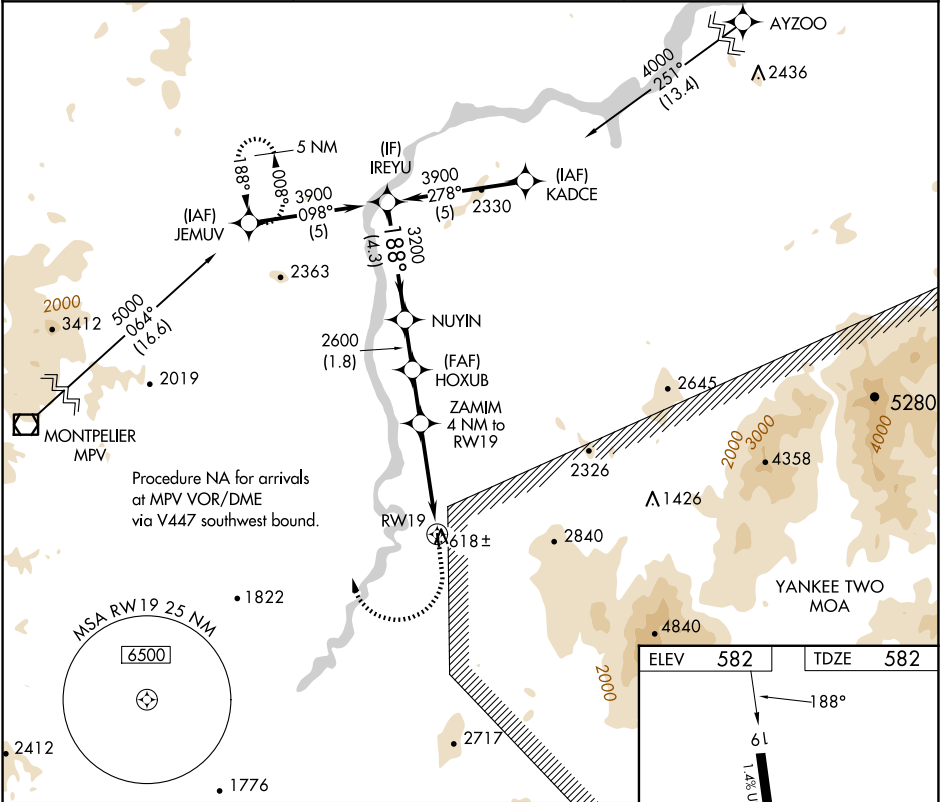 AYZOO
2436
4000
251°
(13.4)
5 NM
(IF)
IREYU
188°
008°
3900
278°
(5)
(IAF)
KADCE
2330
(IAF)
JEMUV
3900
098°
(5)
3200
188°
(4.3)
2363
2000
3412
5000
064°
(16.6)
NUYIN
2600
(1.8)
(FAF)
HOXUB
2019
2645
5280
ZAMIM
4 NM to
RW19
MONTPELIER
MPV
2000
3000
4000
2326
4358
Procedure NA for arrivals
at MPV VOR/DME
via V447 southwest bound.
1426
RW19
618±
2840
YANKEE TWO
MOA
1822
MSA RW19 25 NM
6500
4840
2000
ELEV 582
TDZE 582
188°
19
1.4% U
2412
2717
1776